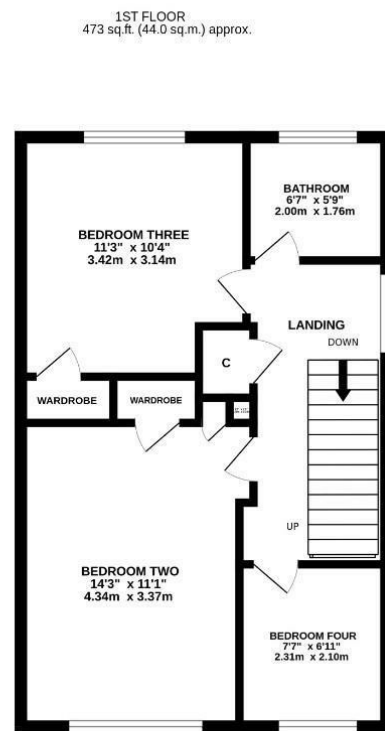 1ST FLOOR
473 sq.ft. (44.0 sq.m.) approx.
BATHROOM
6'7" x 5'9"
2.00m x 1.76m
BEDROOM THREE
11'3" x 10'4"
3.42m x 3.14m
LANDING
DOWN
C
WARDROBE
WARDROBE
UP
BEDROOM TWO
14'3" x 11'1"
4.34m x 3.37m
BEDROOM FOUR
7'7" x 6'11"
2.31m x 2.10m